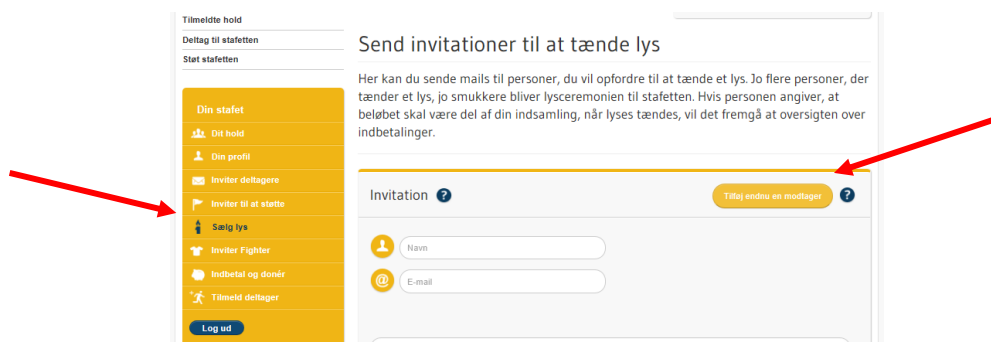 Tilmeldte hold
Deltag til stafetten
Støt stafetten
Din stafet
Dit hold
Din profil
Inviter deltagere
Inviter til at støtte
Sælg lys
Inviter Fighter
Indbetal og donér
Tilmeld deltager
Log ud
Send invitationer til at tænde lys
Her kan du sende mails til personer, du vil opfordre til at tænde et lys. Jo flere personer, der
tænder et lys, jo smukkere bliver lysceremonien til stafetten. Hvis personen angiver, at
beløbet skal være del af din indsamling, når lyses tændes, vil det fremgå at oversigten over
indbetalinger.
Invitation ?
Tilføj endnu en modtager ?
Navn
@ E-mail